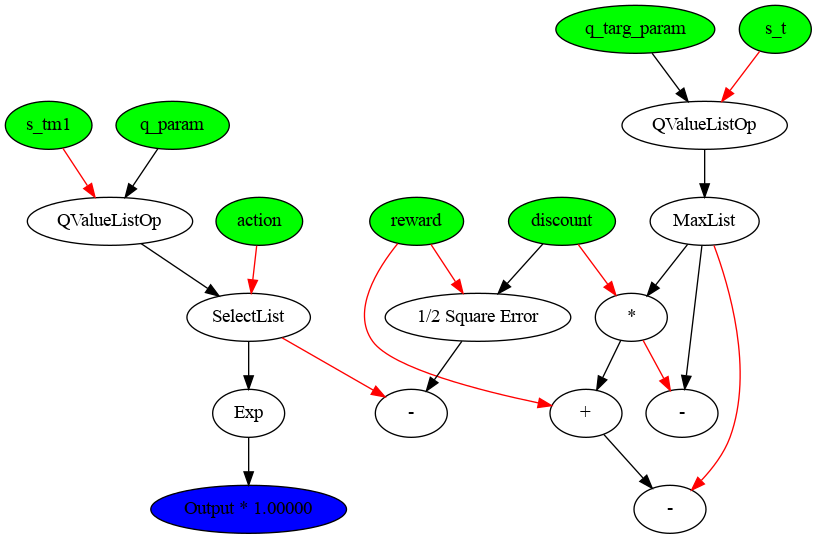 q_targ_param
s_t
s_tm1
q_param
QValueListOp
QValueListOp
action
reward
discount
MaxList
SelectList
1/2 Square Error
*
Exp
-
+
-
Output * 1.00000
-